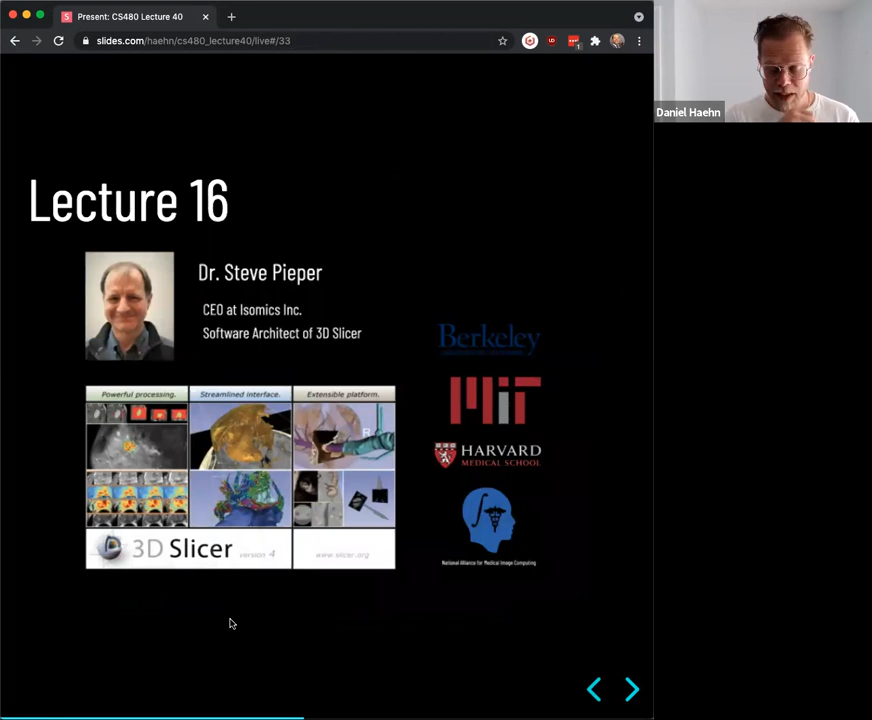 Present: CS480 Lecture 40
slides.com/haehn/cs480_lecture40/live#/33
Daniel Haehn
Lecture 16
Dr. Steve Pieper
CEO at Isomics Inc.
Software Architect of 3D Slicer
Berkeley
Powerful processing. Streamlined interface. Extensible platform.
R
MIT
HARVARD
MEDICAL SCHOOL
3D Slicer version 4 www.slicer.org
National Alliance for Medical Image Computing